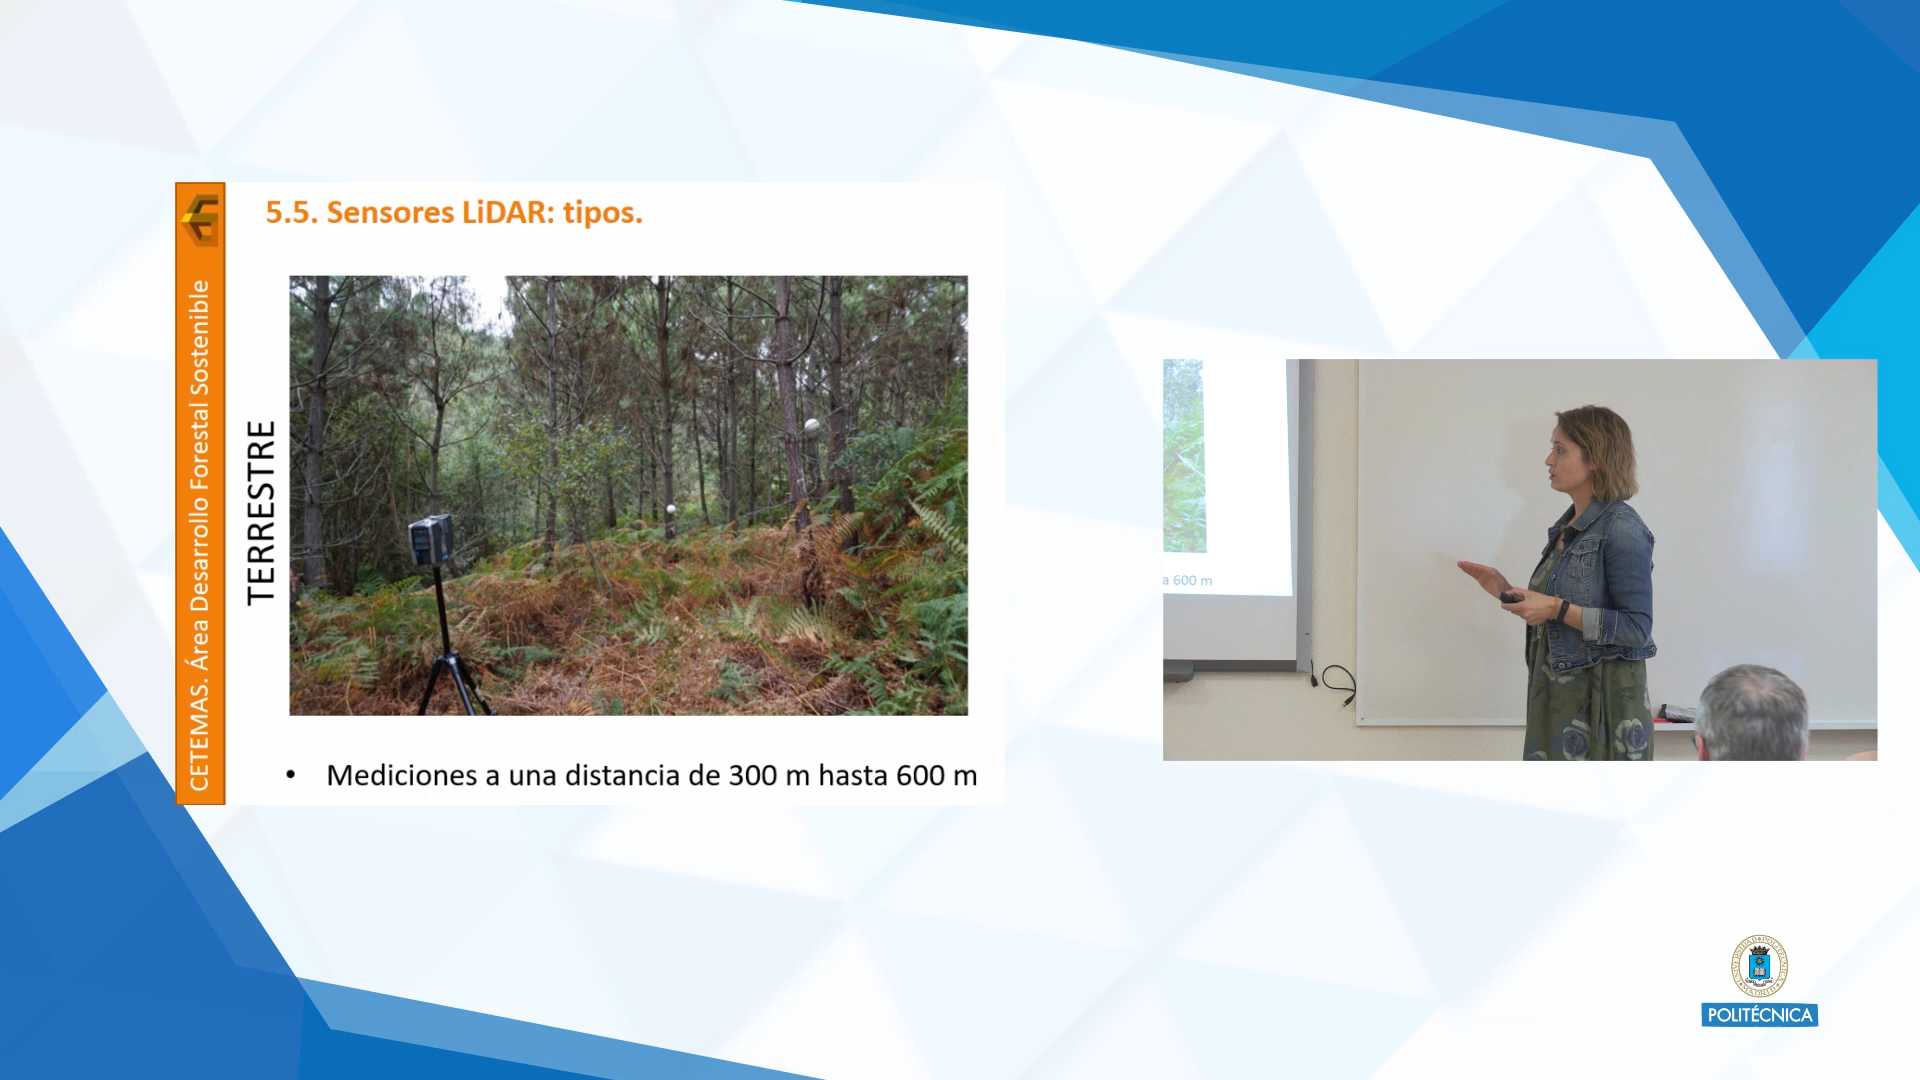 5.5. Sensores LiDAR: tipos.
CETEMAS. Área Desarrollo Forestal Sostenible
TERRESTRE
• Mediciones a una distancia de 300 m hasta 600 m
a 600 m
POLITÉCNICA